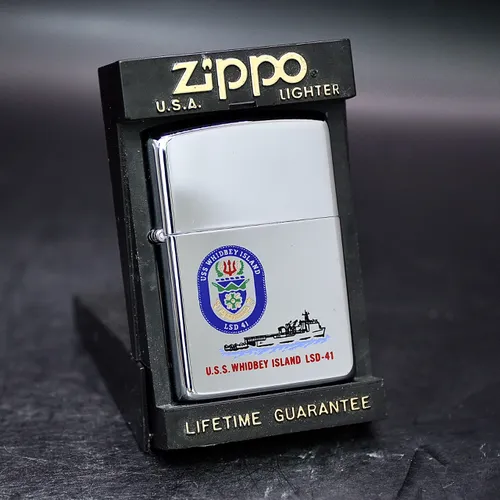 zippo
U.S.A. LIGHTER
USS WHIDBEY ISLAND
LSD 41
U.S.S. WHIDBEY ISLAND LSD-41
LIFETIME GUARANTEE